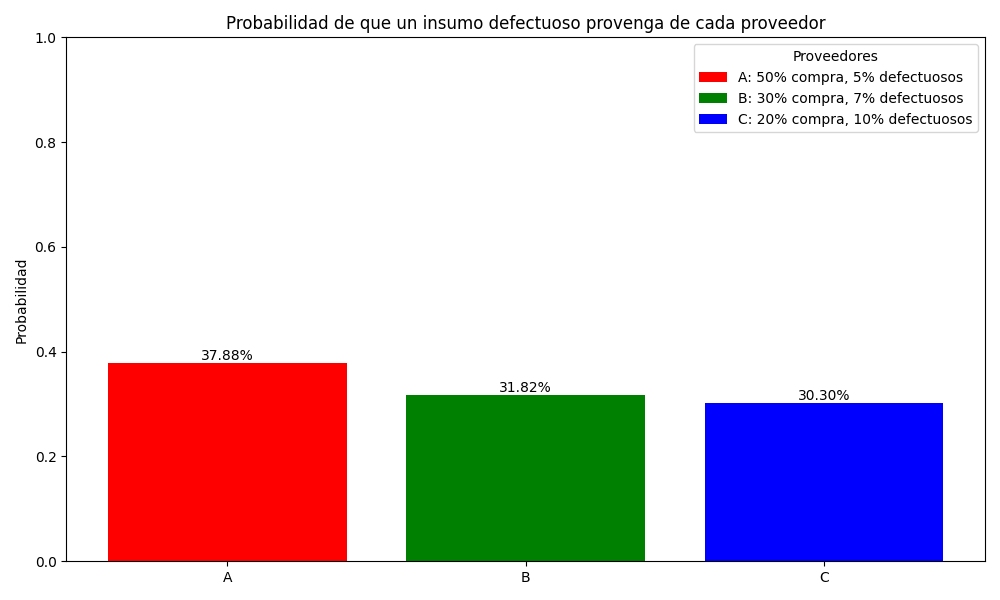 Probabilidad de que un insumo defectuoso provenga de cada proveedor
Proveedores
A: 50% compra, 5% defectuosos
B: 30% compra, 7% defectuosos
C: 20% compra, 10% defectuosos
Probabilidad
1.0
0.8
0.6
0.4
0.2
0.0
37.88%
31.82%
30.30%
A
B
C